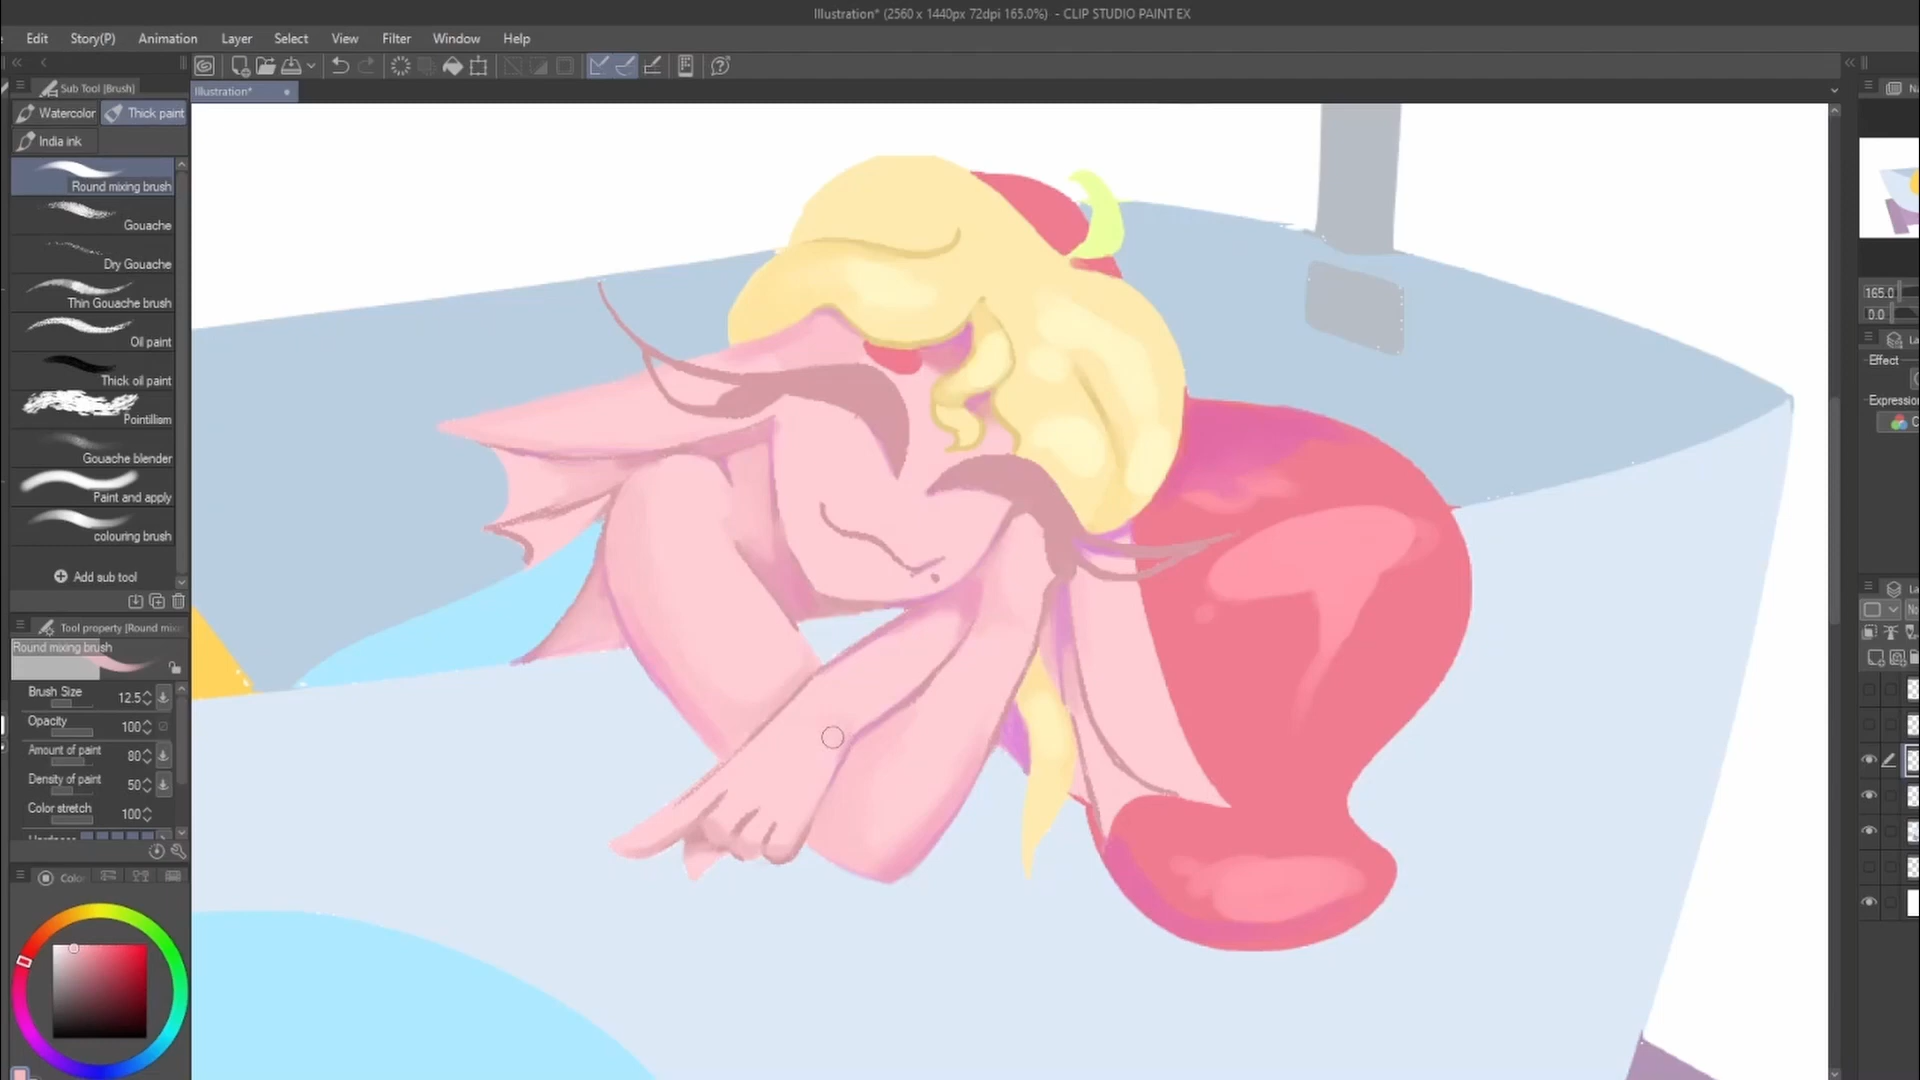 Illustration* (2560 x 1440px 72dpi 165.0%) - CLIP STUDIO PAINT EX
Edit Story(P) Animation Layer Select View Filter Window Help
Sub Tool [Brush]
Illustration*
Watercolor Thick paint
India ink
Round mixing brush
Gouache
Dry Gouache
Thin Gouache brush
Oil paint
Thick oil paint
Pointillism
Gouache blender
Paint and apply
colouring brush
Add sub tool
Tool property [Round mix
Round mixing brush
Brush Size 12.5
Opacity 100
Amount of paint 80
Density of paint 50
Color stretch 100
Colo
165.0
0.0
Effect
Expression